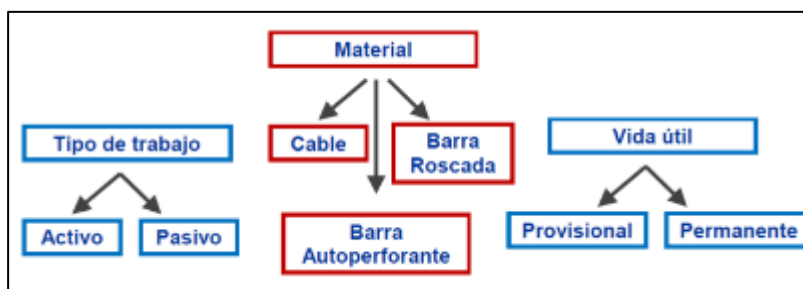 Material
Tipo de trabajo
Cable
Barra
Roscada
Vida útil
Activo
Pasivo
Barra
Autoperforante
Provisional
Permanente